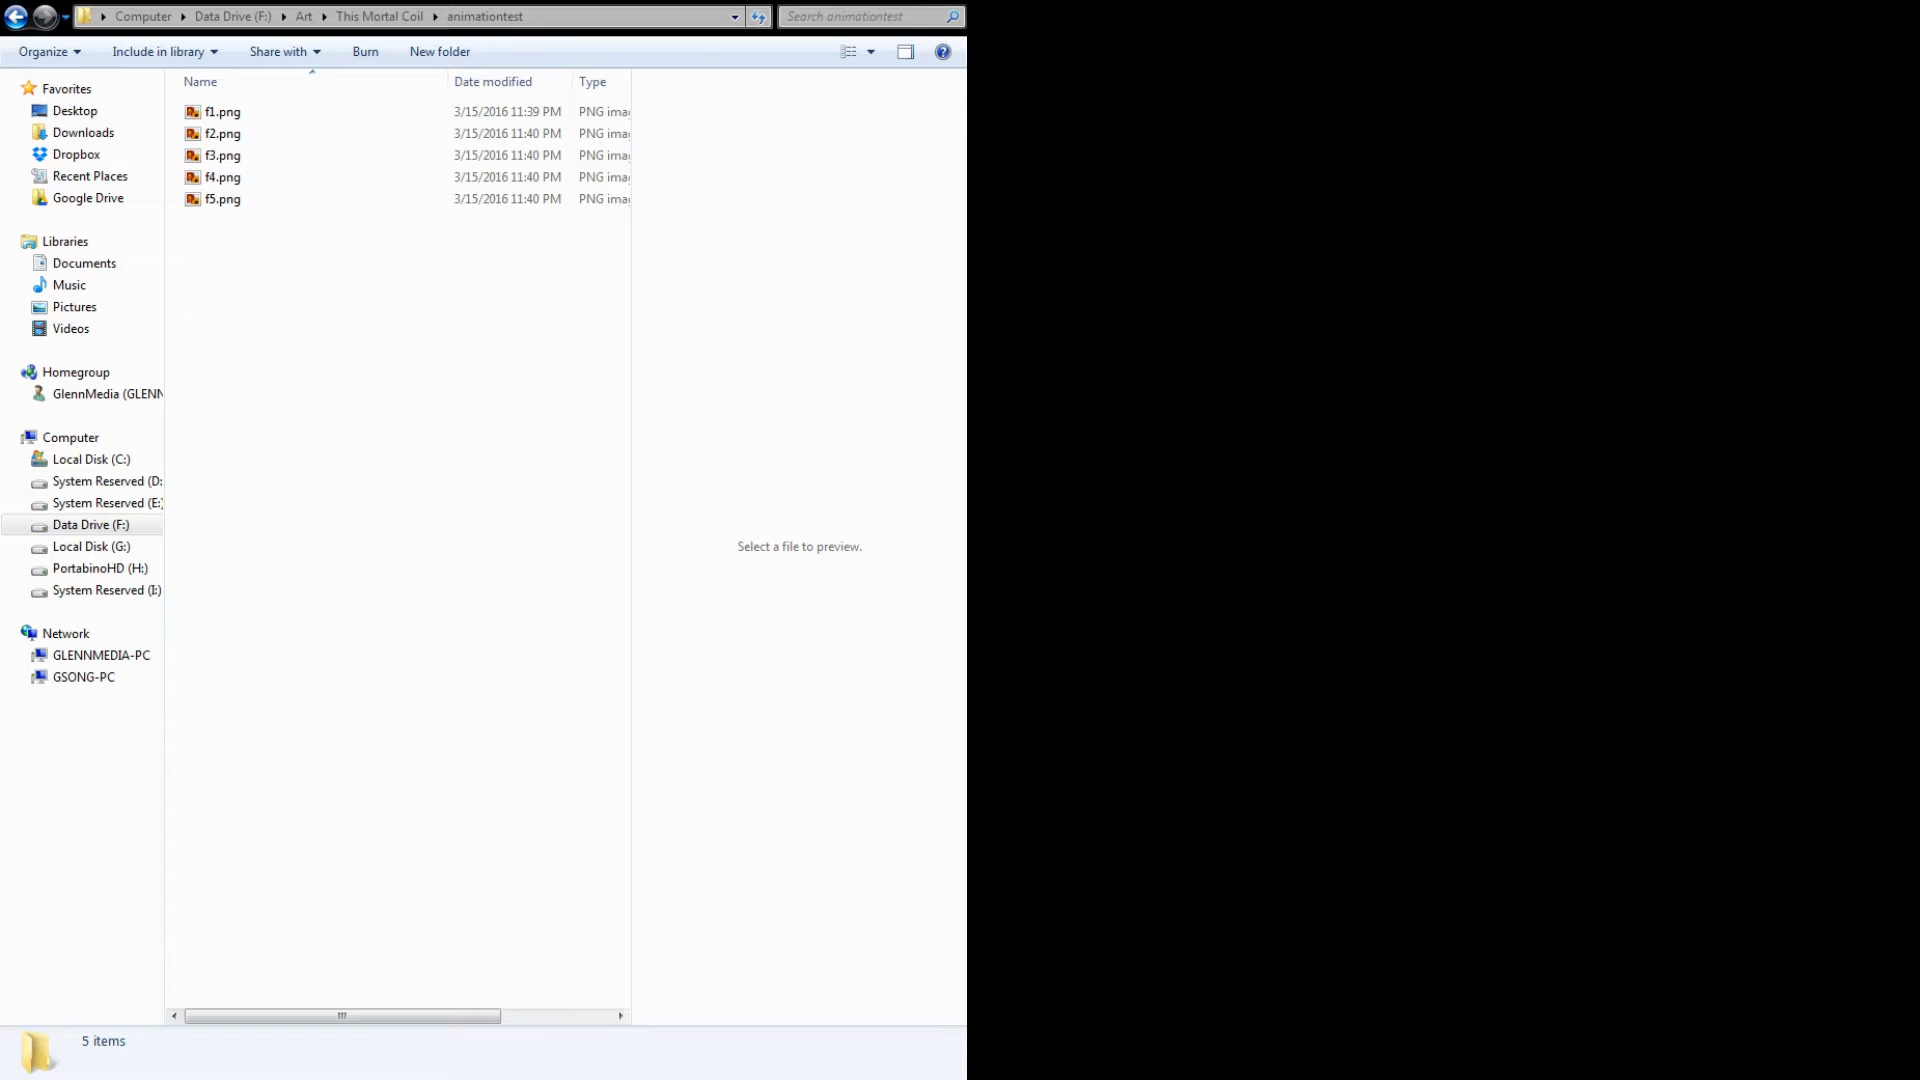 Computer Data Drive (F:) Art This Mortal Coil animationtest Search animationtest
Organize Include in library Share with Burn New folder
Name Date modified Type
f1.png 3/15/2016 11:39 PM PNG imag
f2.png 3/15/2016 11:40 PM PNG imag
f3.png 3/15/2016 11:40 PM PNG imag
f4.png 3/15/2016 11:40 PM PNG imag
f5.png 3/15/2016 11:40 PM PNG imag
Favorites
Desktop
Downloads
Dropbox
Recent Places
Google Drive
Libraries
Documents
Music
Pictures
Videos
Homegroup
GlennMedia (GLENN
Computer
Local Disk (C:)
System Reserved (D:
System Reserved (E:)
Data Drive (F:)
Local Disk (G:)
PortabinoHD (H:)
System Reserved (I:)
Network
GLENNMEDIA-PC
GSONG-PC
Select a file to preview.
5 items